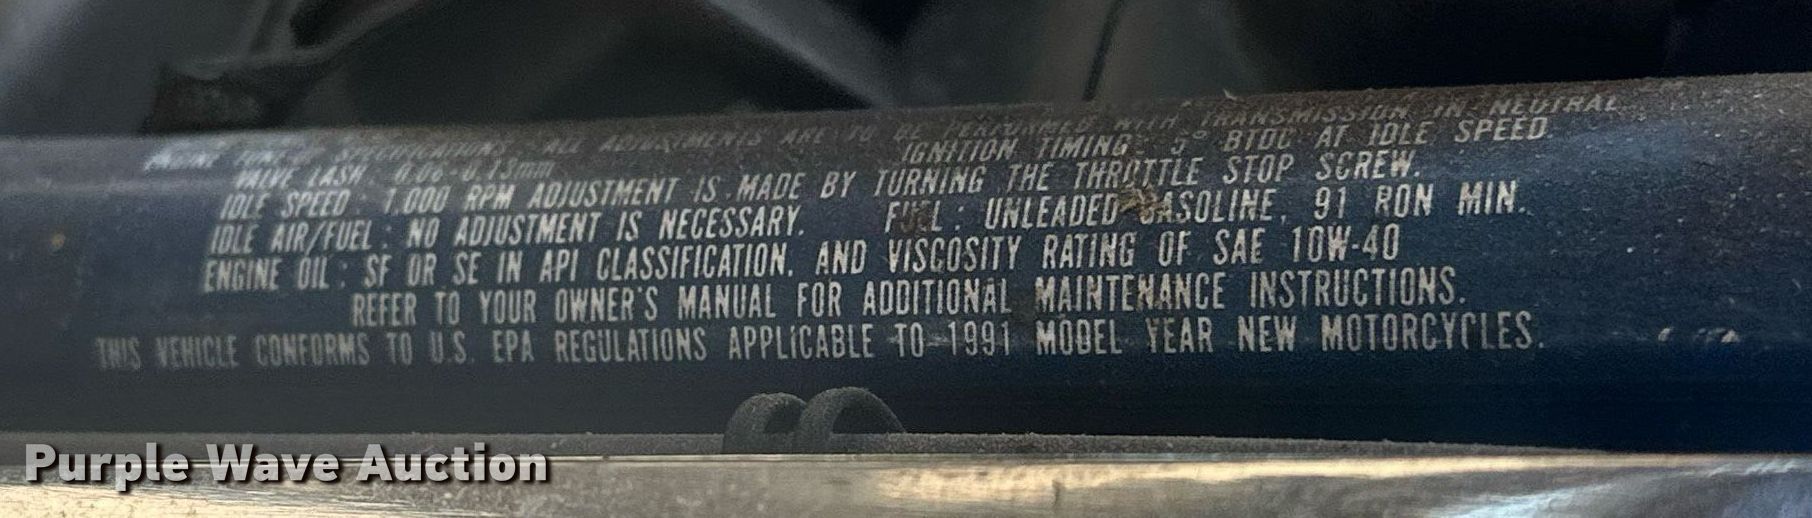 ENGINE TUNE-UP SPECIFICATIONS ALL ADJUSTMENTS ARE TO BE PERFORMED WITH TRANSMISSION IN NEUTRAL
VALVE LASH : 0.08-0.13mm IGNITION TIMING : 5° BTDC AT IDLE SPEED
IDLE SPEED : 1,000 RPM ADJUSTMENT IS MADE BY TURNING THE THROTTLE STOP SCREW.
IDLE AIR/FUEL : NO ADJUSTMENT IS NECESSARY. FUEL : UNLEADED GASOLINE, 91 RON MIN.
ENGINE OIL : SF OR SE IN API CLASSIFICATION, AND VISCOSITY RATING OF SAE 10W-40
REFER TO YOUR OWNER'S MANUAL FOR ADDITIONAL MAINTENANCE INSTRUCTIONS.
THIS VEHICLE CONFORMS TO U.S. EPA REGULATIONS APPLICABLE TO 1991 MODEL YEAR NEW MOTORCYCLES.
Purple Wave Auction